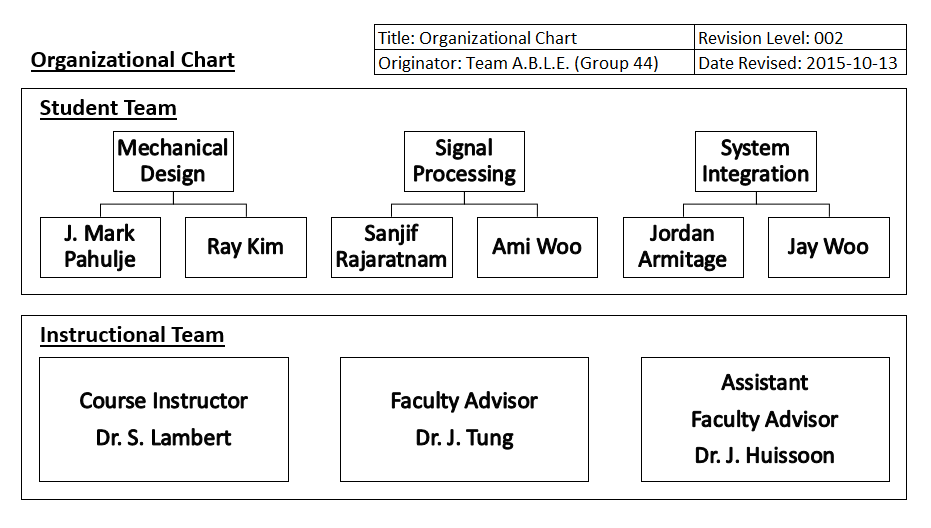 Organizational Chart
Title: Organizational Chart
Revision Level: 002
Originator: Team A.B.L.E. (Group 44)
Date Revised: 2015-10-13
Student Team
Mechanical
Design
J. Mark
Pahulje
Ray Kim
Signal
Processing
Sanjif
Rajaratnam
Ami Woo
System
Integration
Jordan
Armitage
Jay Woo
Instructional Team
Course Instructor
Dr. S. Lambert
Faculty Advisor
Dr. J. Tung
Assistant
Faculty Advisor
Dr. J. Huissoon